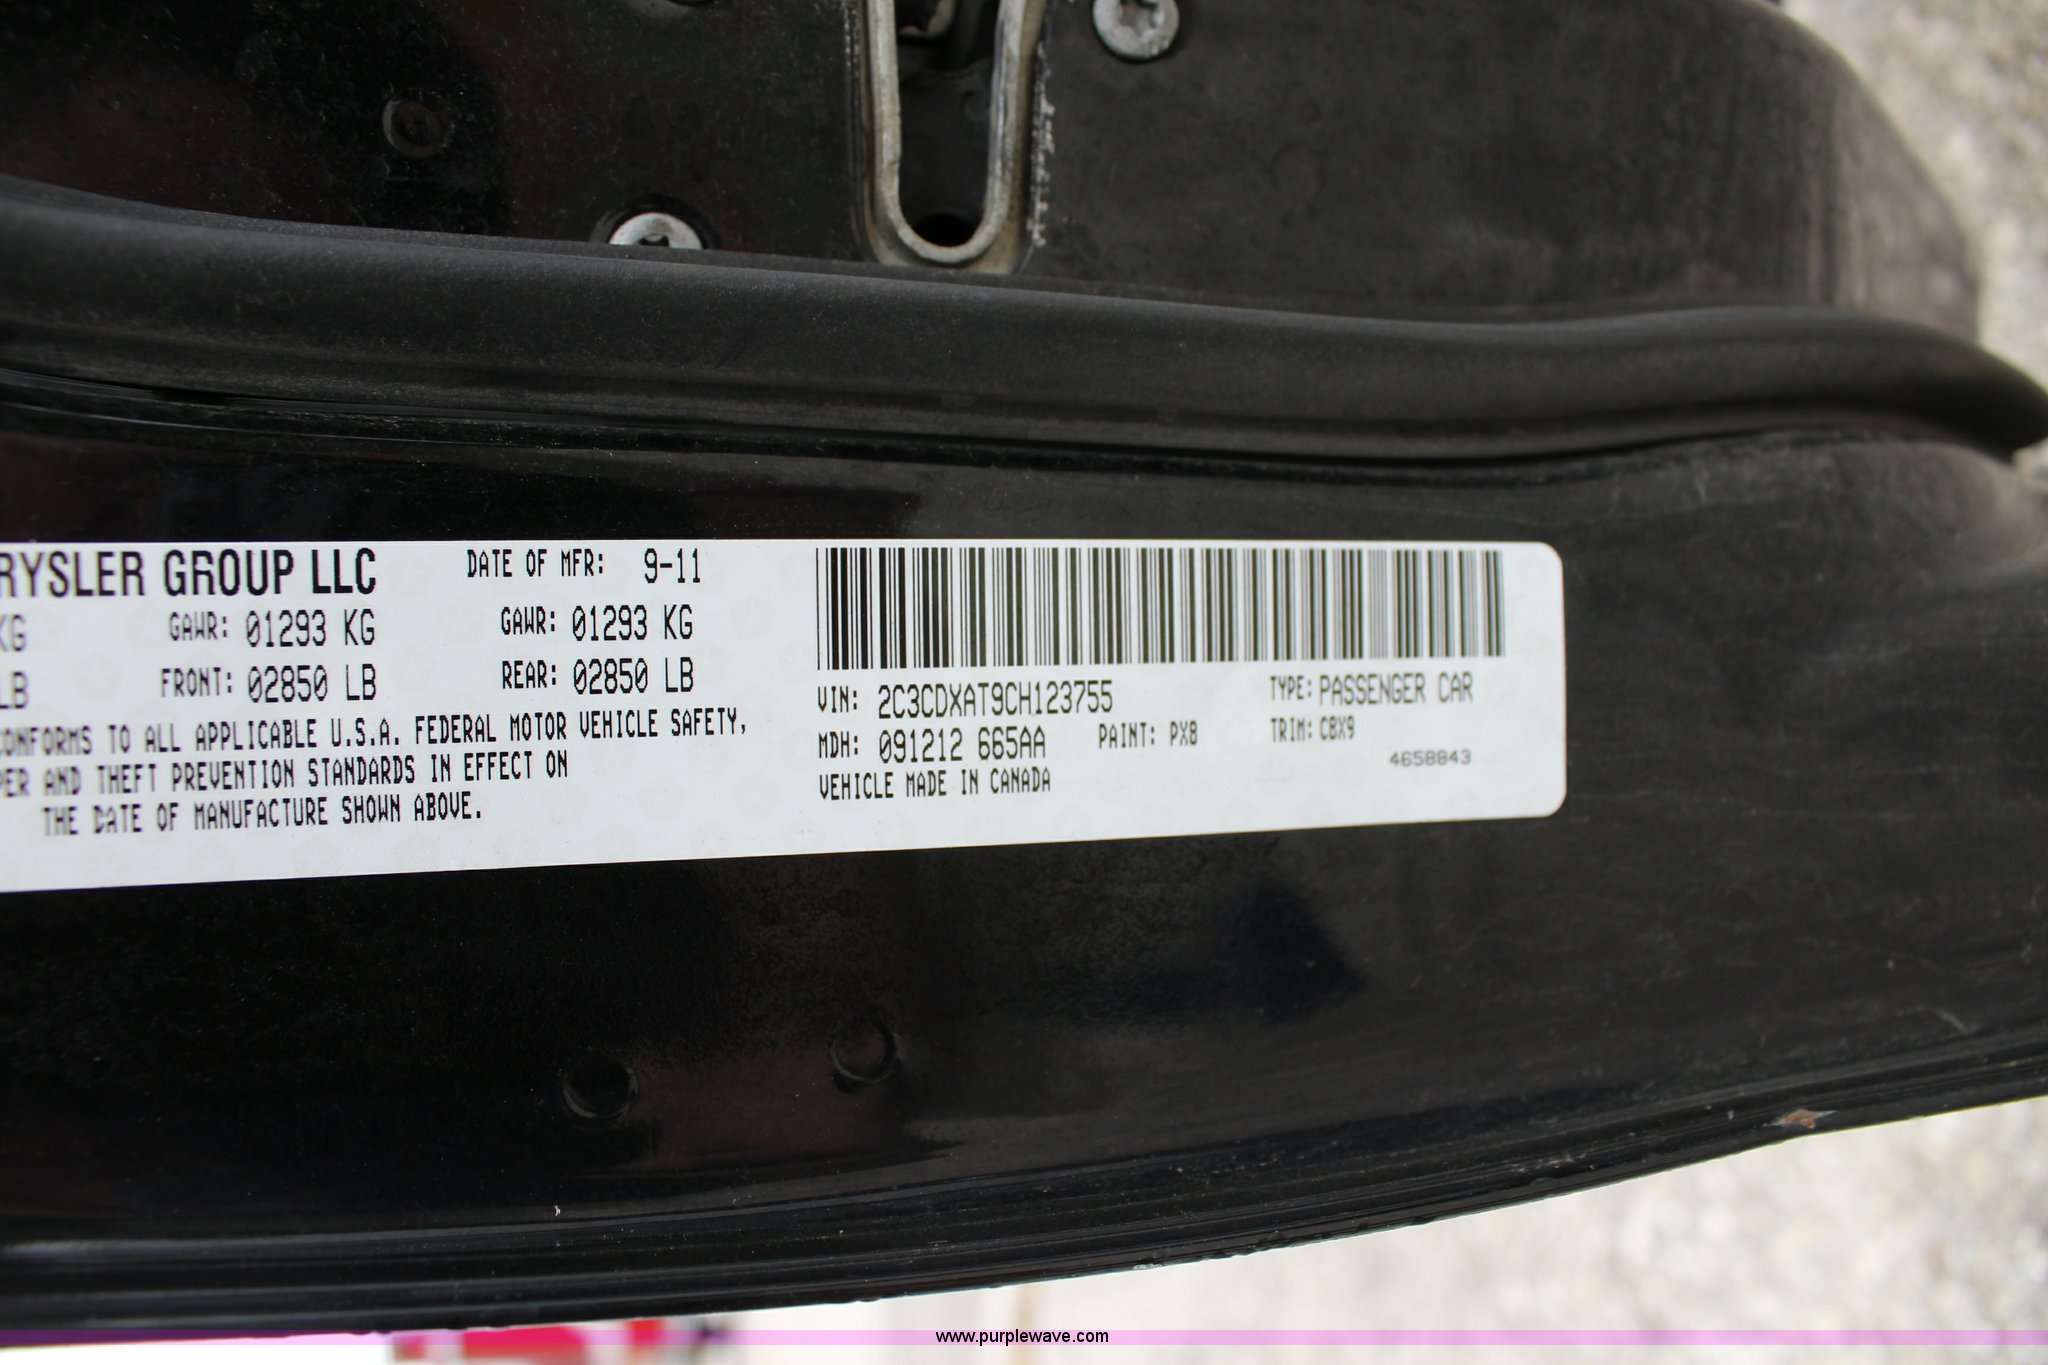 RYSLER GROUP LLC DATE OF MFR: 9-11
KG GAWR: 01293 KG GAWR: 01293 KG
LB FRONT: 02850 LB REAR: 02850 LB
CONFORMS TO ALL APPLICABLE U.S.A. FEDERAL MOTOR VEHICLE SAFETY,
PER AND THEFT PREVENTION STANDARDS IN EFFECT ON
THE DATE OF MANUFACTURE SHOWN ABOVE.
VIN: 2C3CDXAT9CH123755 TYPE: PASSENGER CAR
MDH: 091212 665AA PAINT: PX8 TRIM: C8X9
VEHICLE MADE IN CANADA 4658843
www.purplewave.com